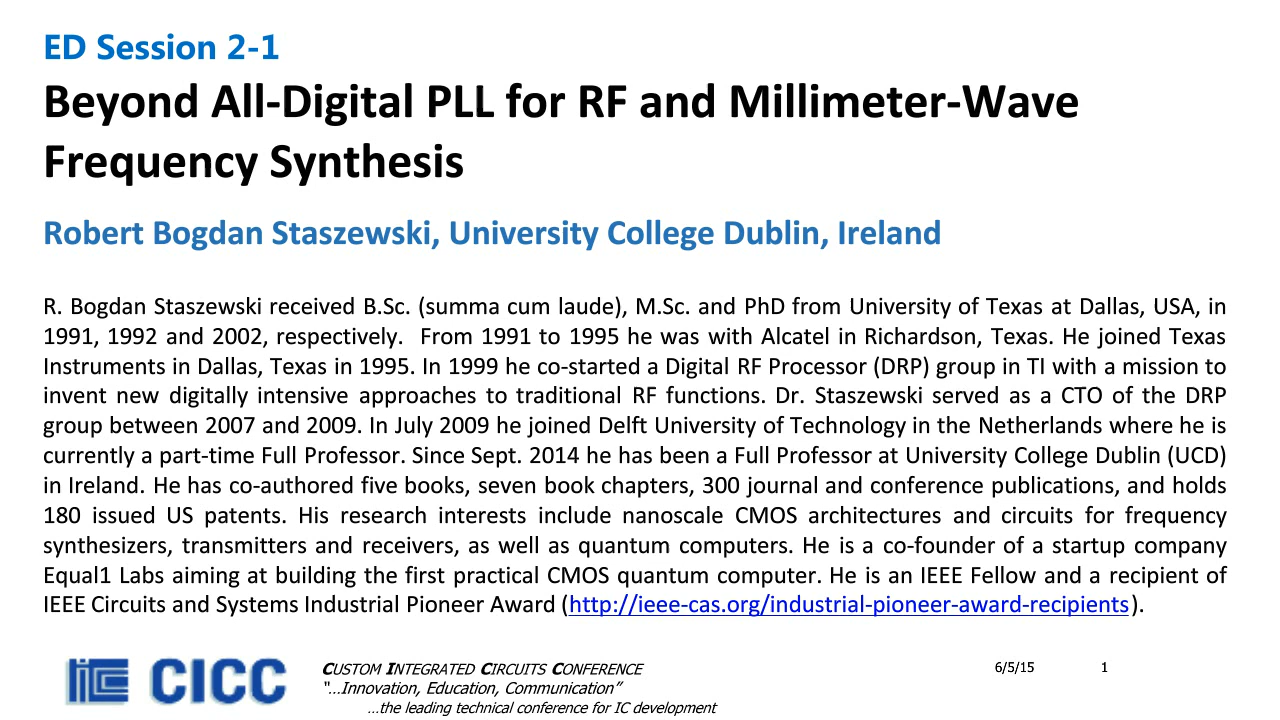 ED Session 2-1
Beyond All-Digital PLL for RF and Millimeter-Wave
Frequency Synthesis
Robert Bogdan Staszewski, University College Dublin, Ireland
R. Bogdan Staszewski received B.Sc. (summa cum laude), M.Sc. and PhD from University of Texas at Dallas, USA, in
1991, 1992 and 2002, respectively.  From 1991 to 1995 he was with Alcatel in Richardson, Texas. He joined Texas
Instruments in Dallas, Texas in 1995. In 1999 he co-started a Digital RF Processor (DRP) group in TI with a mission to
invent new digitally intensive approaches to traditional RF functions. Dr. Staszewski served as a CTO of the DRP
group between 2007 and 2009. In July 2009 he joined Delft University of Technology in the Netherlands where he is
currently a part-time Full Professor. Since Sept. 2014 he has been a Full Professor at University College Dublin (UCD)
in Ireland. He has co-authored five books, seven book chapters, 300 journal and conference publications, and holds
180 issued US patents. His research interests include nanoscale CMOS architectures and circuits for frequency
synthesizers, transmitters and receivers, as well as quantum computers. He is a co-founder of a startup company
Equal1 Labs aiming at building the first practical CMOS quantum computer. He is an IEEE Fellow and a recipient of
IEEE Circuits and Systems Industrial Pioneer Award (http://ieee-cas.org/industrial-pioneer-award-recipients).
CICC
CUSTOM INTEGRATED CIRCUITS CONFERENCE
"...Innovation, Education, Communication"
...the leading technical conference for IC development
6/5/15
1